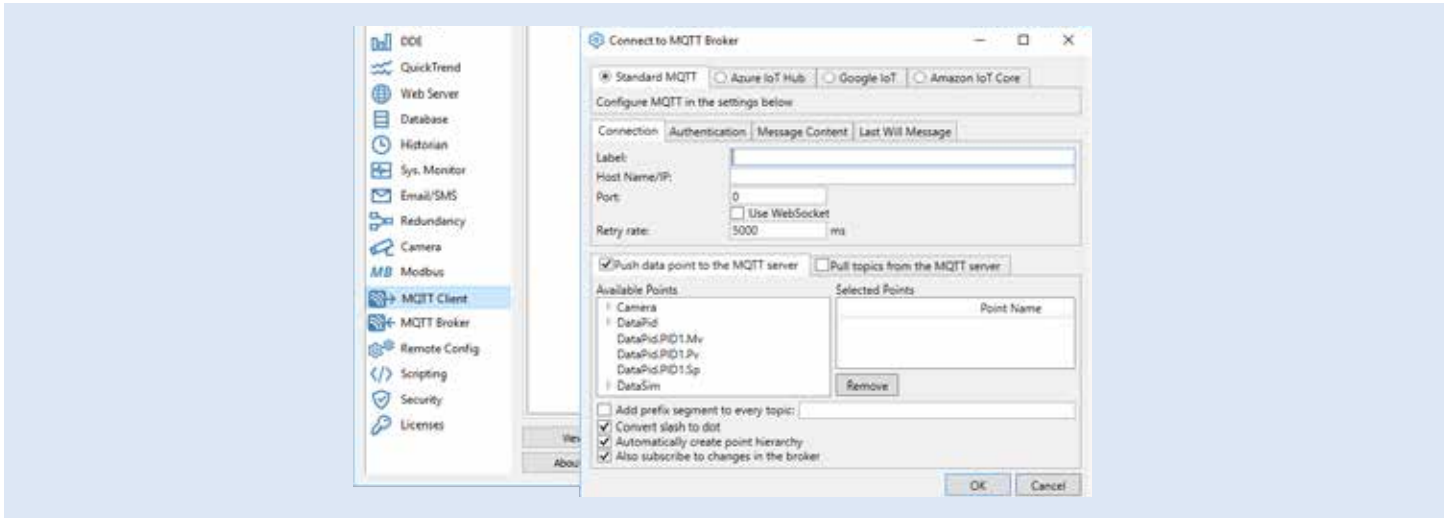 DDE
QuickTrend
Web Server
Database
Historian
Sys. Monitor
Email/SMS
Redundancy
Camera
MB Modbus
MQTT Client
MQTT Broker
Remote Config
</> Scripting
Security
Licenses
Connect to MQTT Broker
Standard MQTT Azure IoT Hub Google IoT Amazon IoT Core
Configure MQTT in the settings below
Connection Authentication Message Content Last Will Message
Label:
Host Name/IP:
Port: 0
Use WebSocket
Retry rate: 5000 ms
Push data point to the MQTT server Pull topics from the MQTT server
Available Points Selected Points
Camera Point Name
DataPid
DataPid.PID1.Mv
DataPid.PID1.Pv
DataPid.PID1.Sp
DataSim
Remove
Add prefix segment to every topic:
Convert slash to dot
Automatically create point hierarchy
Also subscribe to changes in the broker
OK Cancel